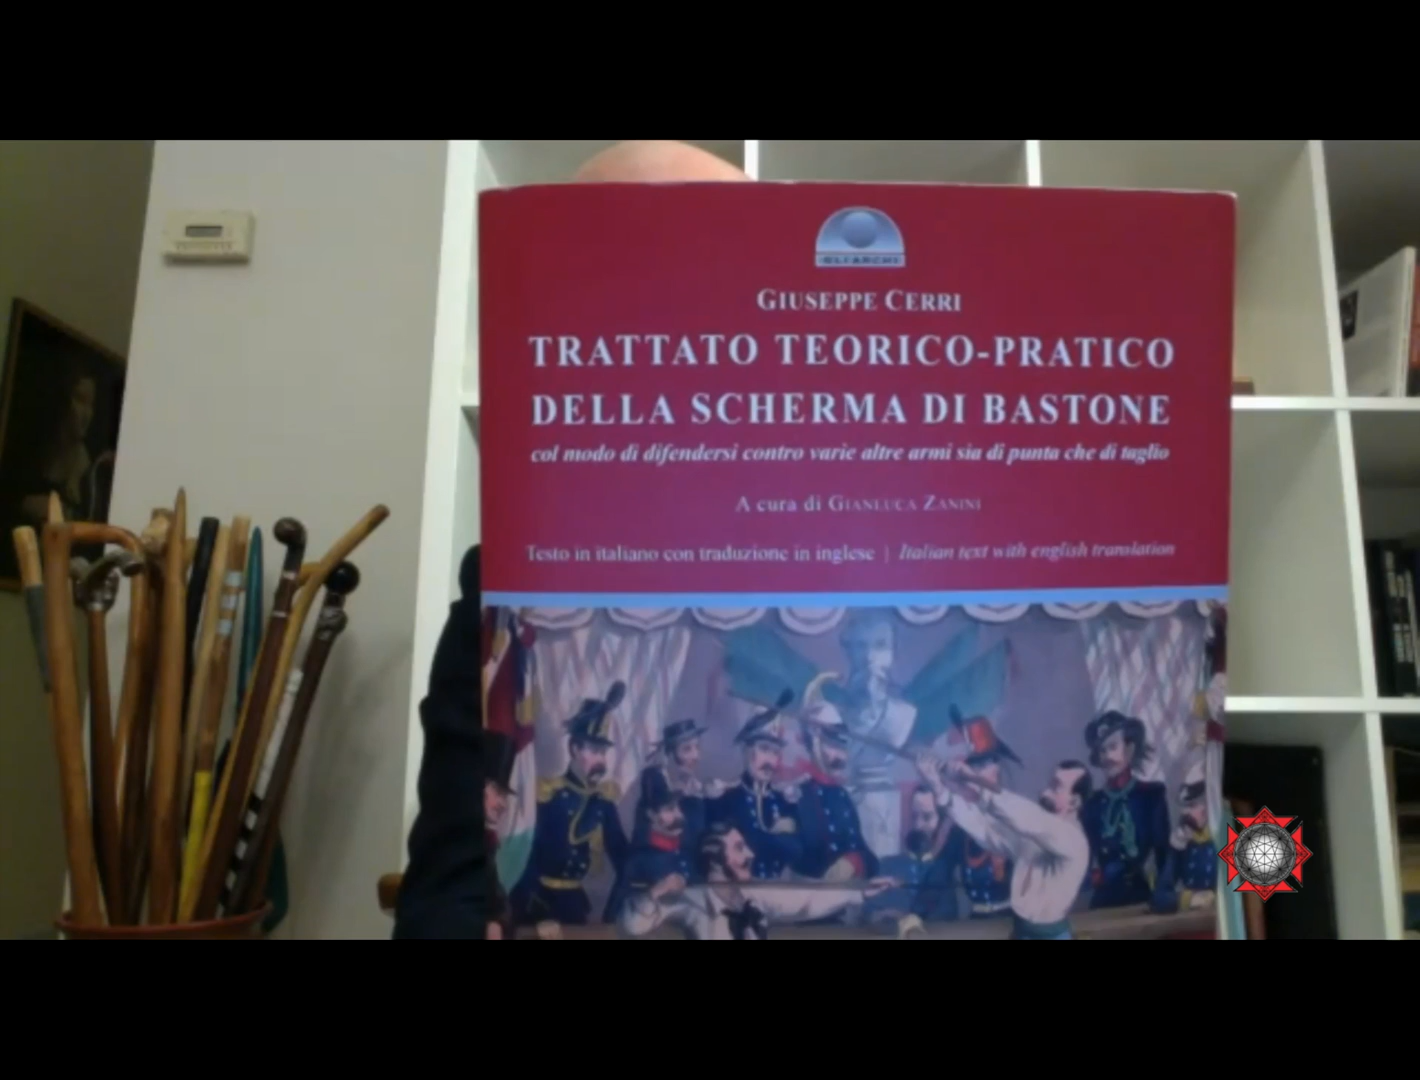 GLI ARCHI
GIUSEPPE CERRI
TRATTATO TEORICO-PRATICO
DELLA SCHERMA DI BASTONE
col modo di difendersi contro varie altre armi sia di punta che di taglio
A cura di GIANLUCA ZANINI
Testo in italiano con traduzione in inglese | Italian text with english translation